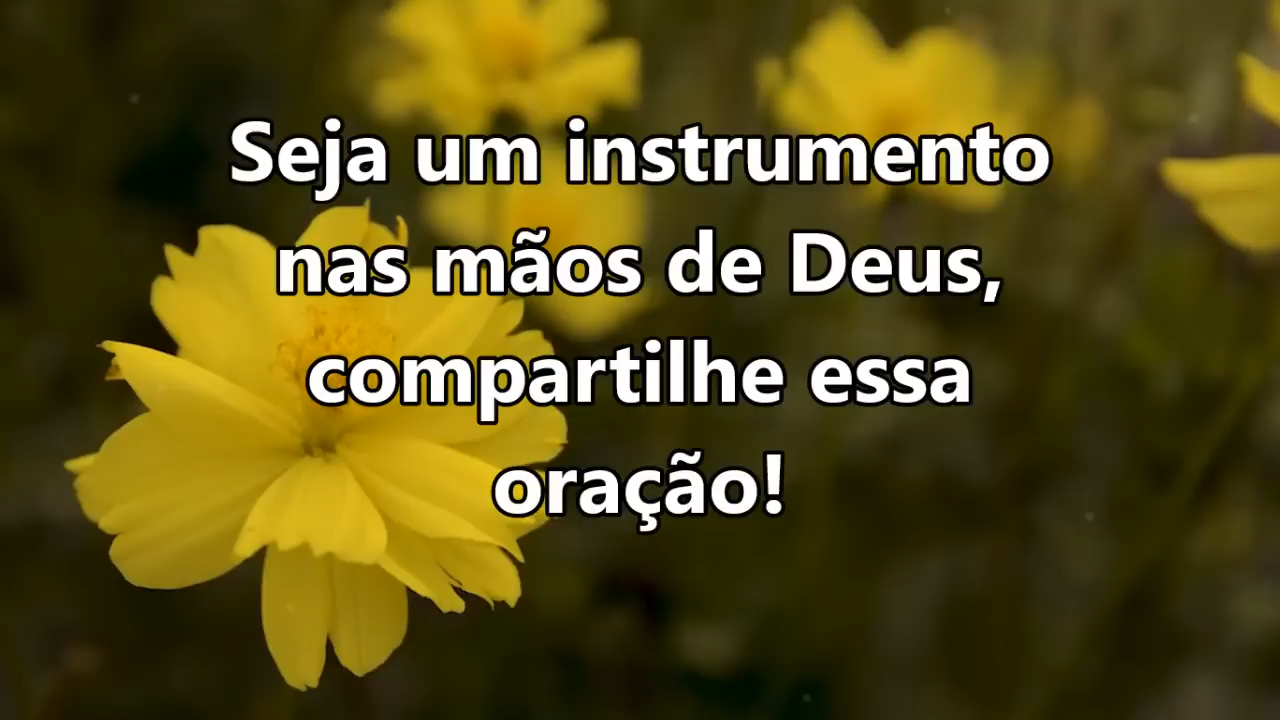 Seja um instrumento
nas mãos de Deus,
compartilhe essa
oração!